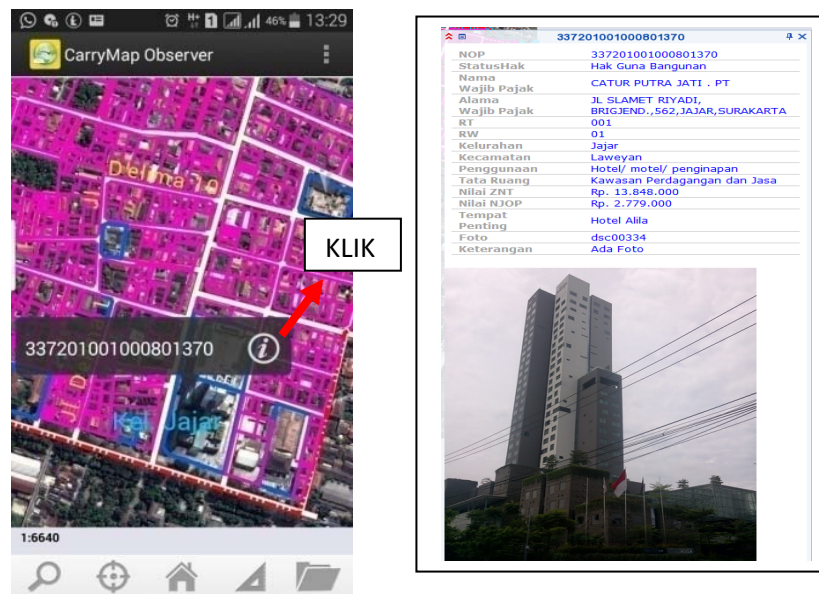 46% 13:29
CarryMap Observer
Delima 10
KLIK
337201001000801370
Kel. Jajar
1:6640
337201001000801370
NOP 337201001000801370
StatusHak Hak Guna Bangunan
Nama
Wajib Pajak CATUR PUTRA JATI . PT
Alama JL SLAMET RIYADI,
Wajib Pajak BRIGJEND.,562,JAJAR,SURAKARTA
RT 001
RW 01
Kelurahan Jajar
Kecamatan Laweyan
Penggunaan Hotel/ motel/ penginapan
Tata Ruang Kawasan Perdagangan dan Jasa
Nilai ZNT Rp. 13.848.000
Nilai NJOP Rp. 2.779.000
Tempat
Penting Hotel Alila
Foto dsc00334
Keterangan Ada Foto